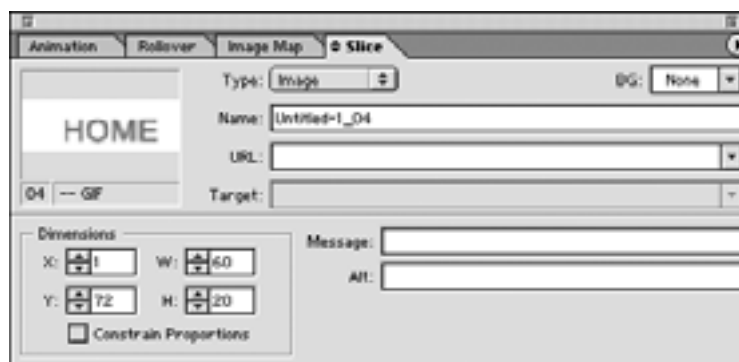 Animation Rollover Image Map Slice
Type: Image BG: None
HOME
Name: Untitled-1_04
URL:
04 -- GIF Target:
Dimensions
Message:
X: 1 W: 60
Alt:
Y: 72 H: 20
Constrain Proportions